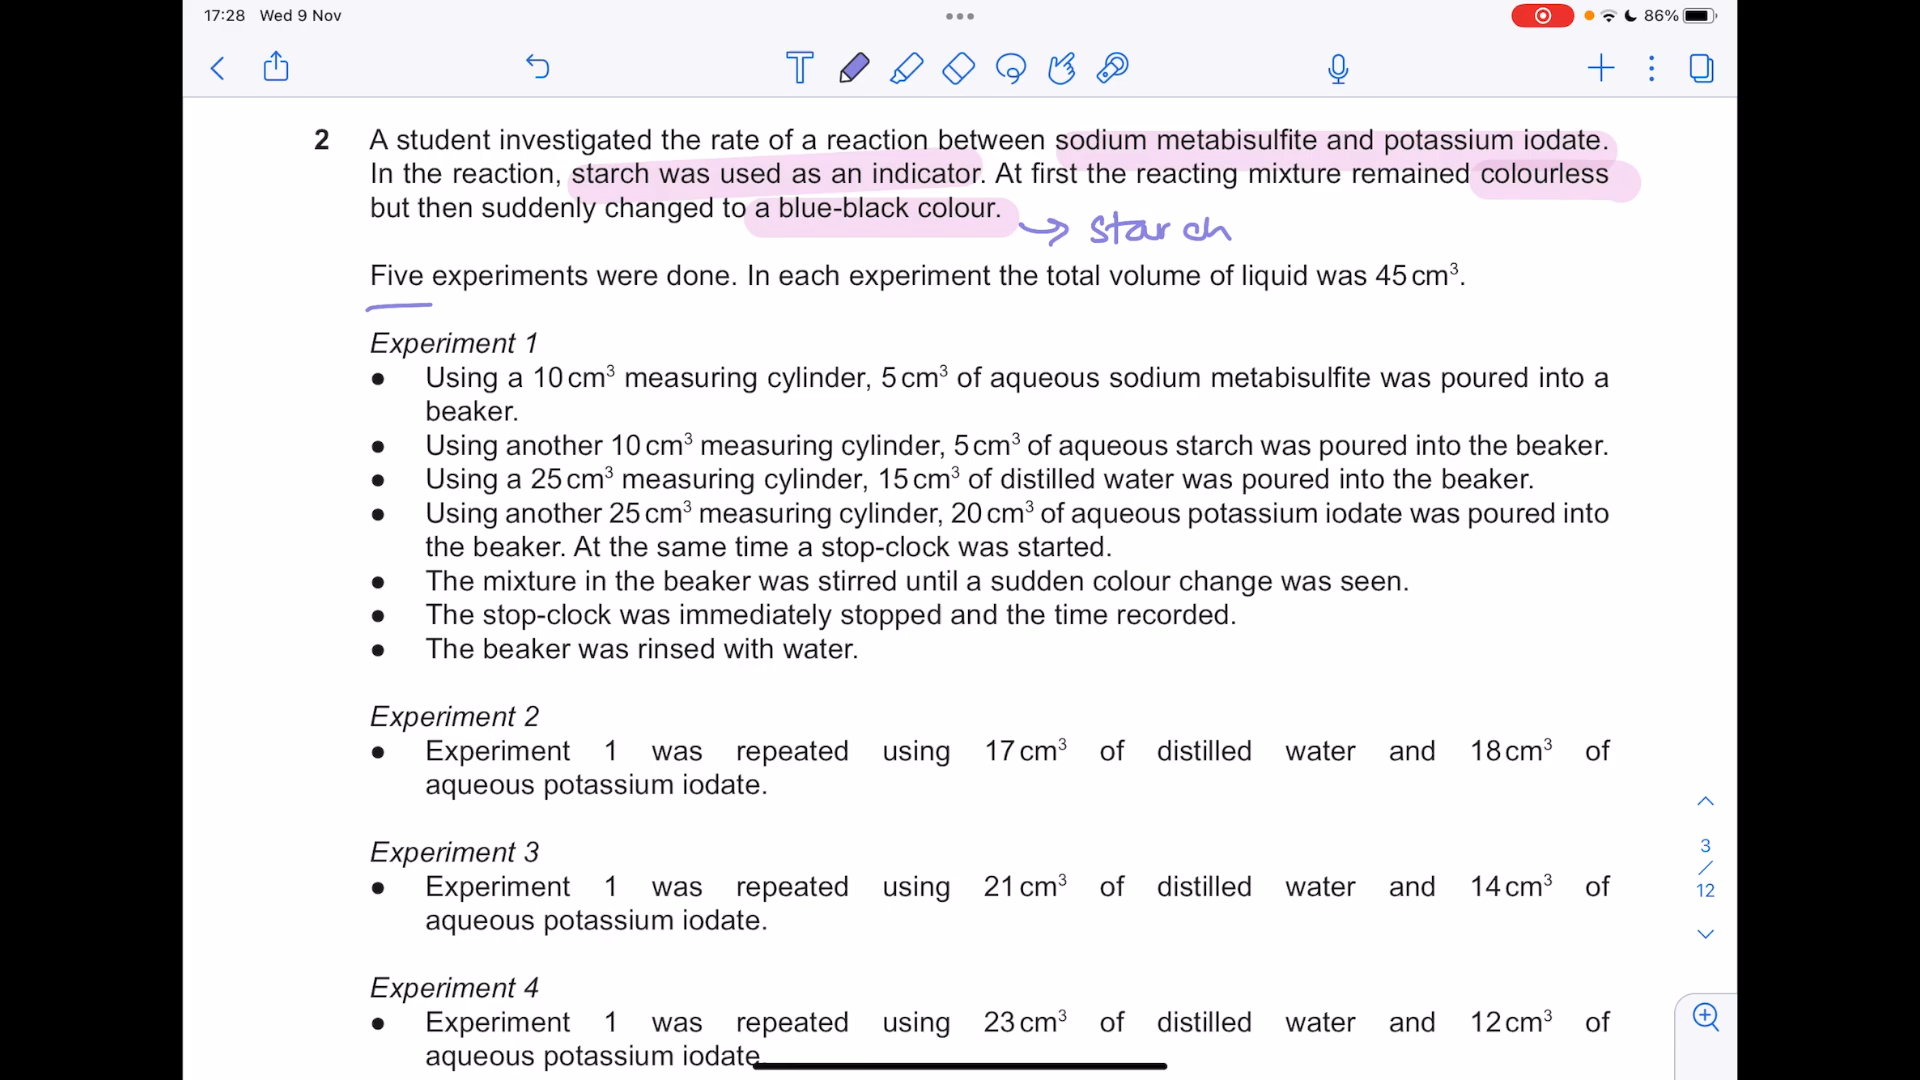 17:28 Wed 9 Nov
86%
T
2 A student investigated the rate of a reaction between sodium metabisulfite and potassium iodate.
In the reaction, starch was used as an indicator. At first the reacting mixture remained colourless
but then suddenly changed to a blue-black colour.
→ starch
Five experiments were done. In each experiment the total volume of liquid was 45 cm³.
Experiment 1
• Using a 10 cm³ measuring cylinder, 5 cm³ of aqueous sodium metabisulfite was poured into a
beaker.
• Using another 10 cm³ measuring cylinder, 5 cm³ of aqueous starch was poured into the beaker.
• Using a 25 cm³ measuring cylinder, 15 cm³ of distilled water was poured into the beaker.
• Using another 25 cm³ measuring cylinder, 20 cm³ of aqueous potassium iodate was poured into
the beaker. At the same time a stop-clock was started.
• The mixture in the beaker was stirred until a sudden colour change was seen.
• The stop-clock was immediately stopped and the time recorded.
• The beaker was rinsed with water.
Experiment 2
• Experiment 1 was repeated using 17 cm³ of distilled water and 18 cm³ of
aqueous potassium iodate.
Experiment 3
• Experiment 1 was repeated using 21 cm³ of distilled water and 14 cm³ of
aqueous potassium iodate.
Experiment 4
• Experiment 1 was repeated using 23 cm³ of distilled water and 12 cm³ of
aqueous potassium iodate
3
/
12